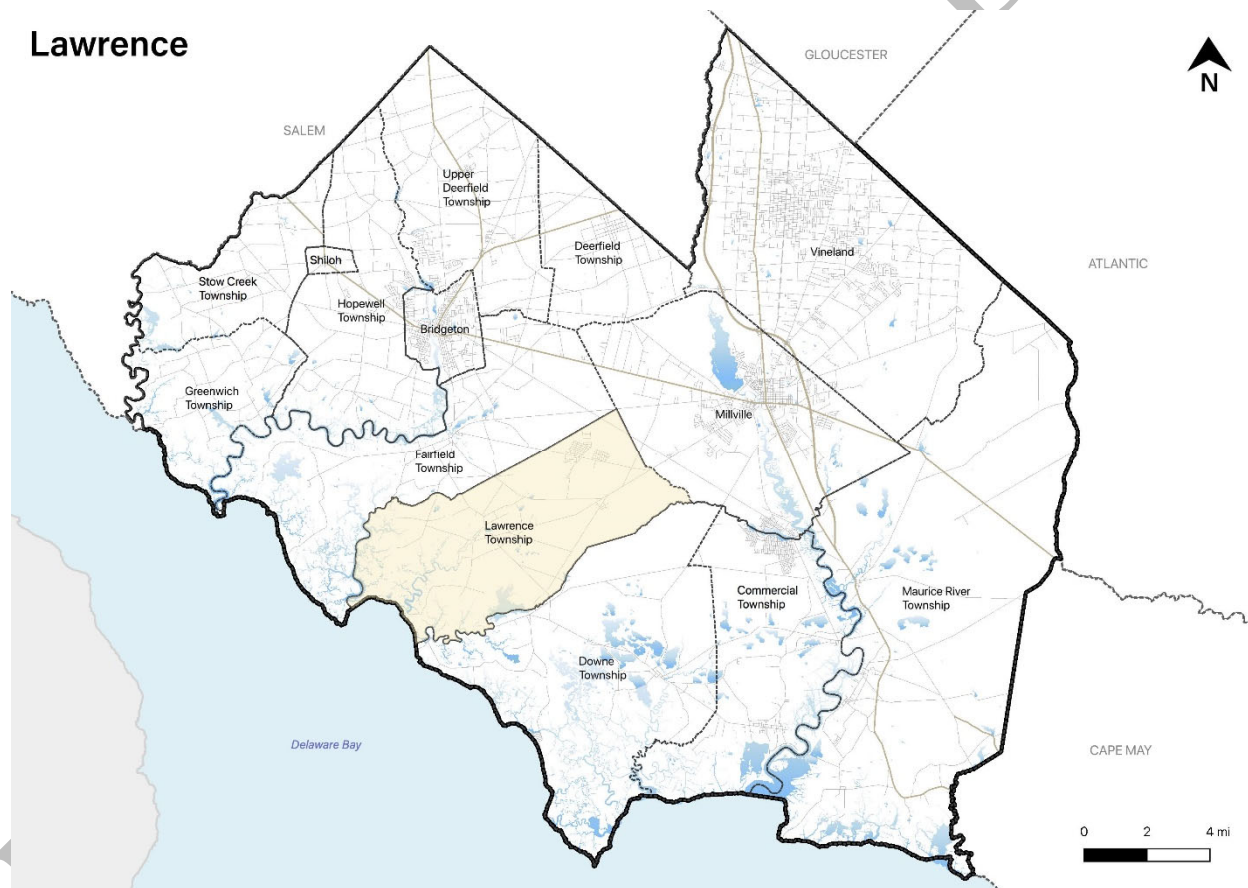 Lawrence
GLOUCESTER
N
SALEM
Upper
Deerfield
Township
Deerfield
Township
Vineland
ATLANTIC
Shiloh
Stow Creek
Township
Hopewell
Township
Bridgeton
Greenwich
Township
Millville
Fairfield
Township
Lawrence
Township
Commercial
Township
Maurice River
Township
Downe
Township
Delaware Bay
CAPE MAY
0 2 4 mi